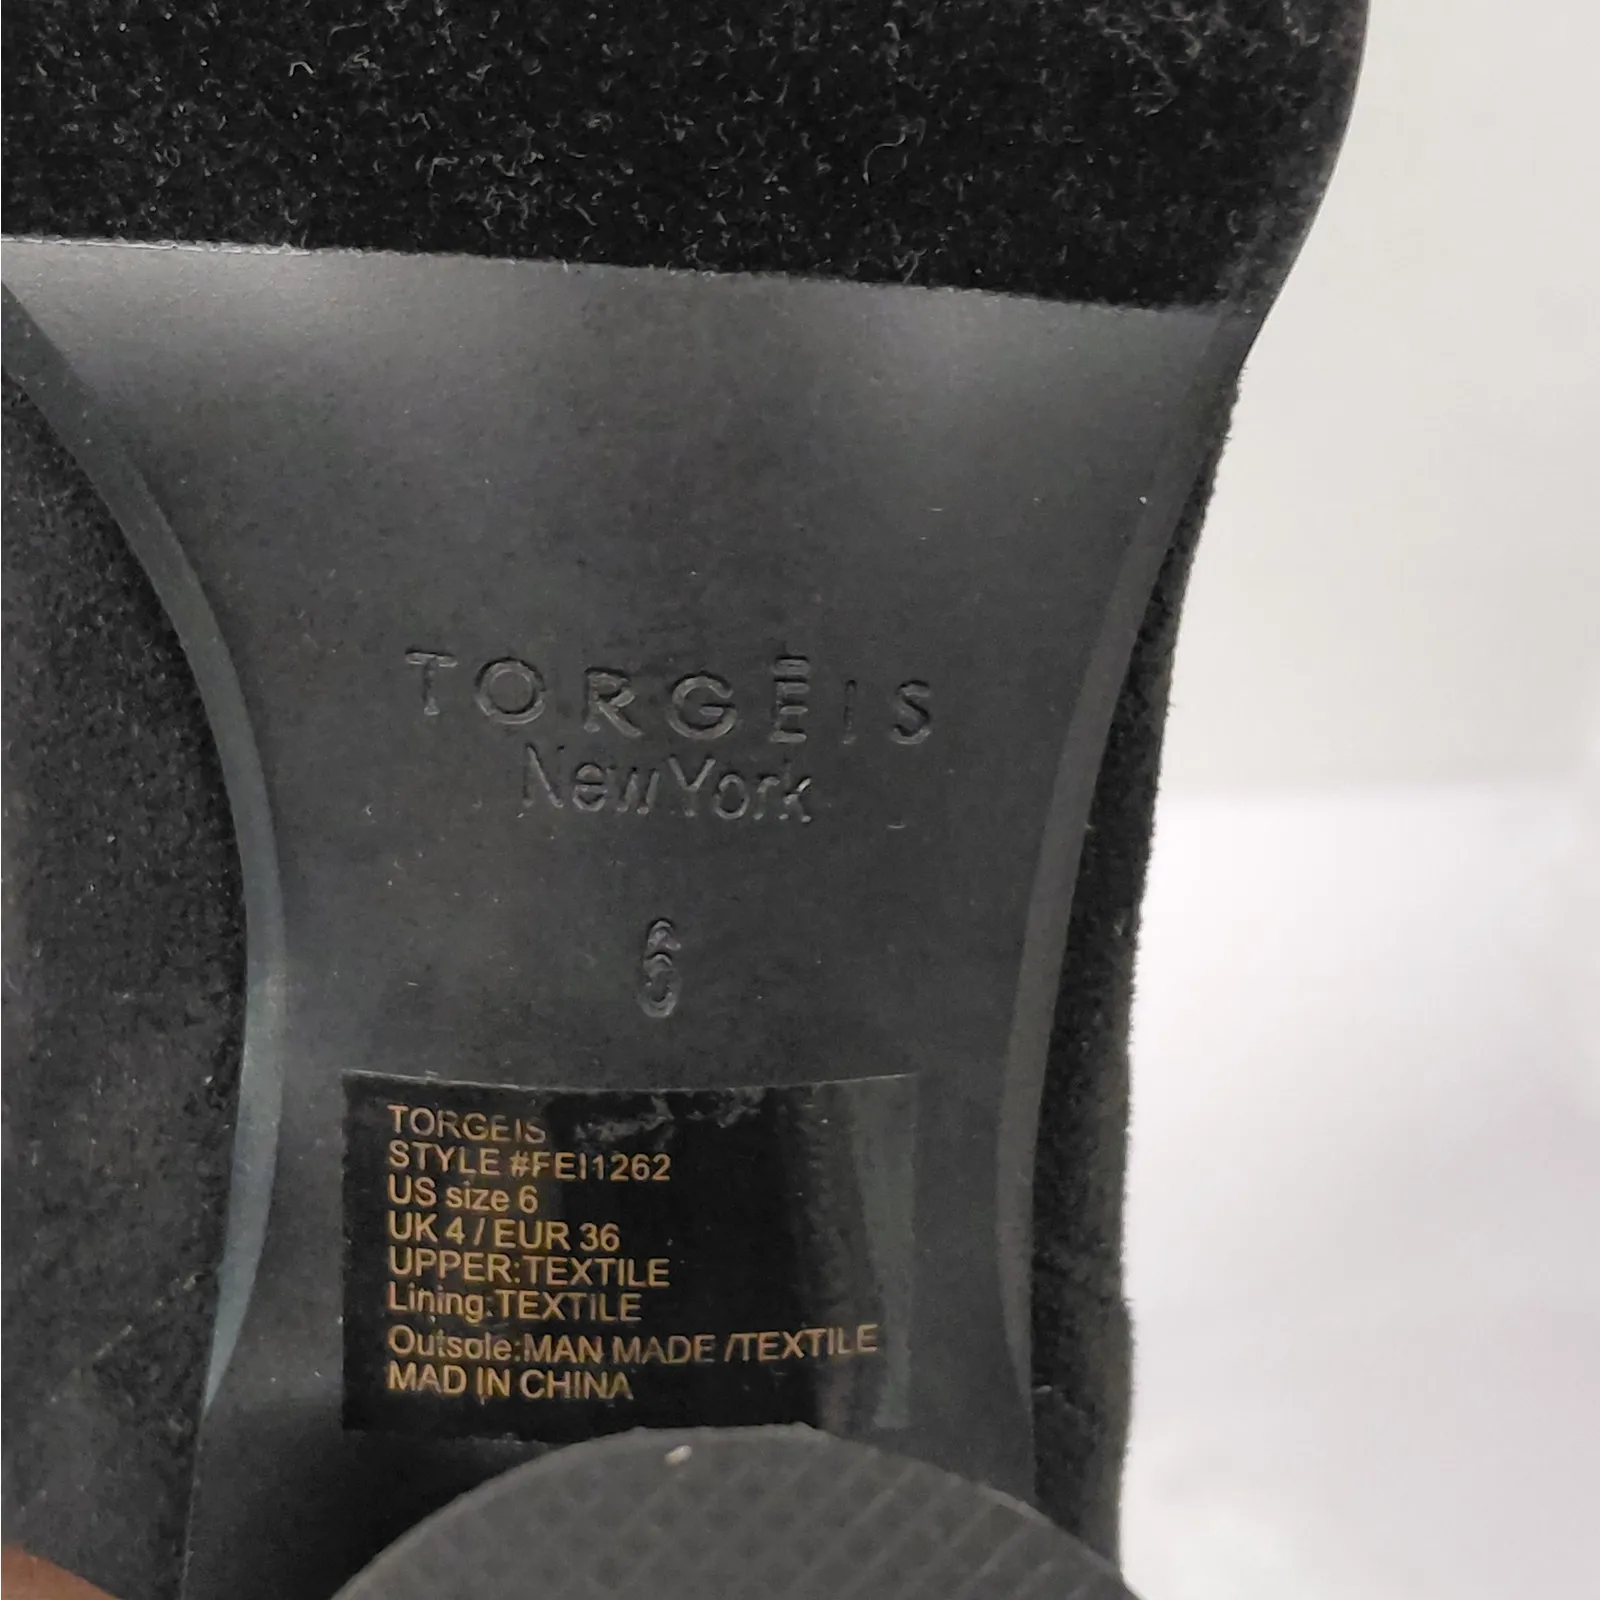 TORGĒIS
New York
6
TORGEIS
STYLE #FEI1262
US size 6
UK 4 / EUR 36
UPPER:TEXTILE
Lining:TEXTILE
Outsole:MAN MADE /TEXTILE
MAD IN CHINA